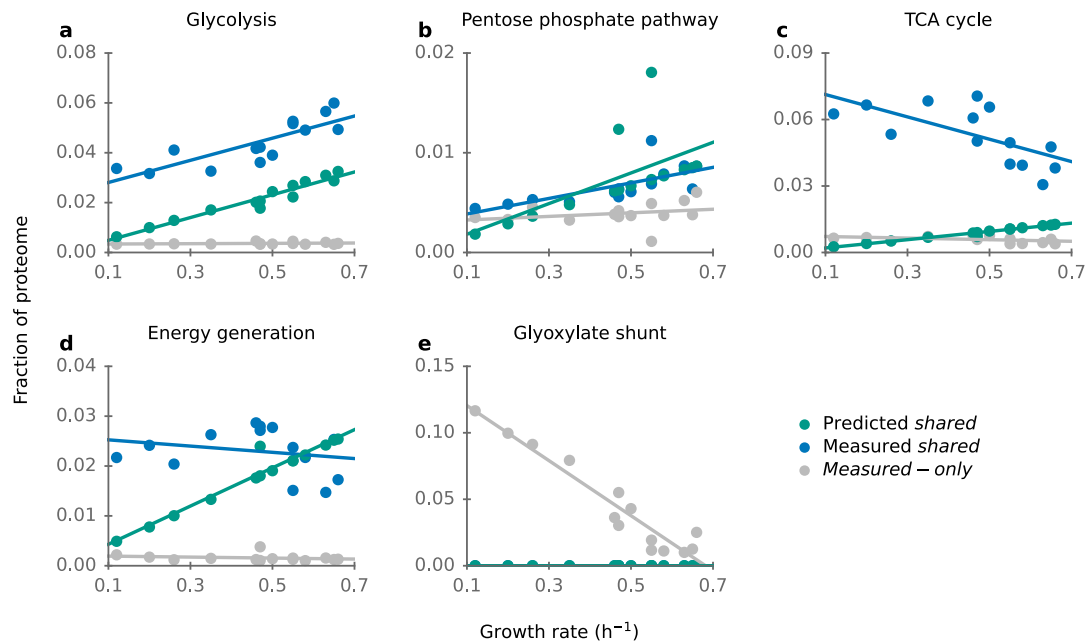 a Glycolysis
0.08
0.06
0.04
0.02
0.00
0.1 0.3 0.5 0.7
b Pentose phosphate pathway
0.02
0.01
0.00
0.1 0.3 0.5 0.7
c TCA cycle
0.09
0.06
0.03
0.00
0.1 0.3 0.5 0.7
Fraction of proteome
d Energy generation
0.04
0.03
0.02
0.01
0.00
0.1 0.3 0.5 0.7
e Glyoxylate shunt
0.15
0.10
0.05
0.00
0.1 0.3 0.5 0.7
Predicted shared
Measured shared
Measured − only
Growth rate (h⁻¹)